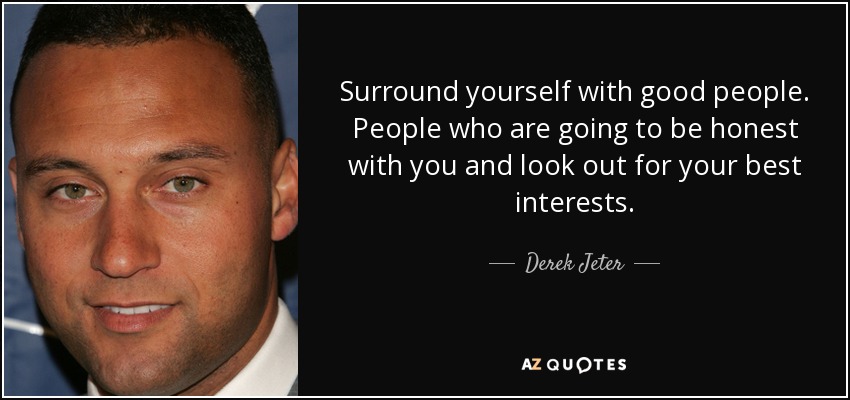 Surround yourself with good people.
People who are going to be honest
with you and look out for your best
interests.
Derek Jeter
AZ QUOTES